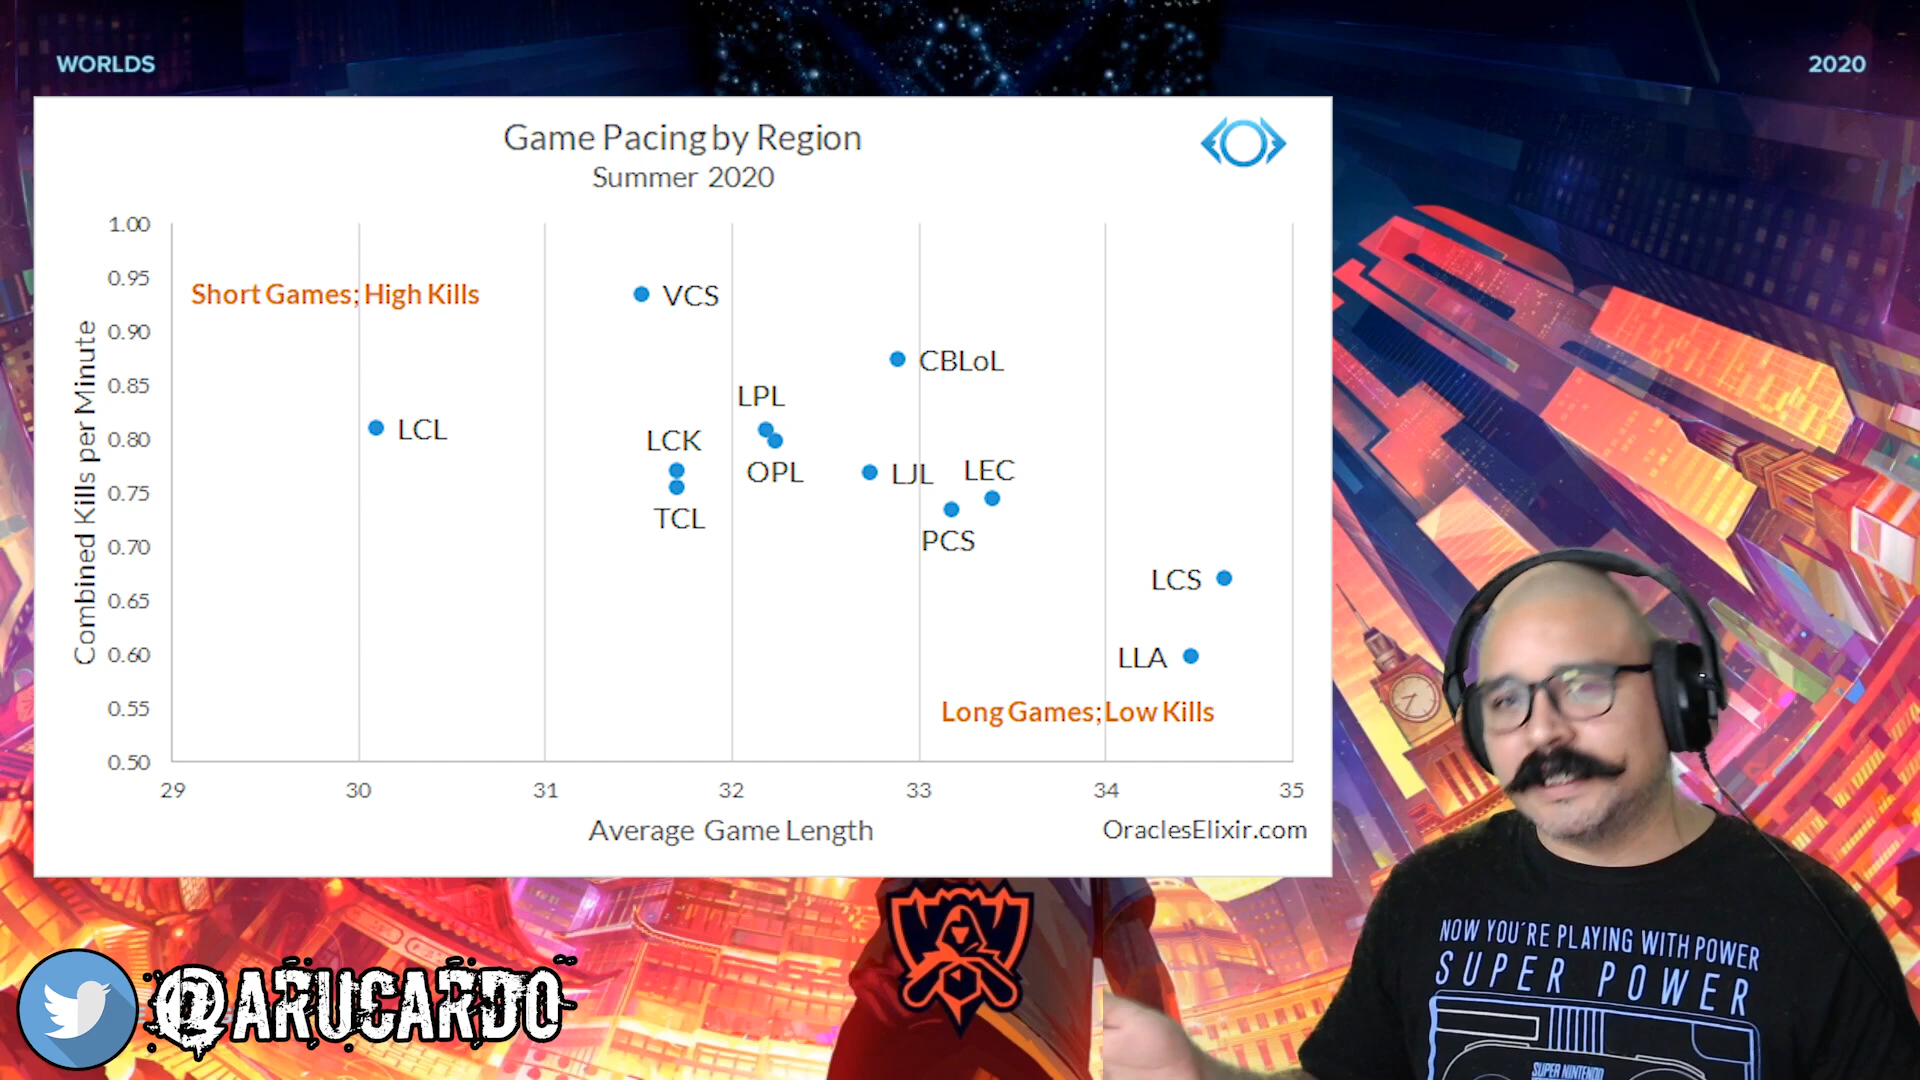 WORLDS
2020
Game Pacing by Region
Summer 2020
1.00
0.95
0.90
0.85
0.80
0.75
0.70
0.65
0.60
0.55
0.50
Combined Kills per Minute
Short Games; High Kills
VCS
CBLoL
LPL
LCL
LCK
OPL
LJL
LEC
TCL
PCS
LCS
LLA
Long Games; Low Kills
29
30
31
32
33
34
35
Average Game Length
OraclesElixir.com
@ARUCARDO
NOW YOU'RE PLAYING WITH POWER
SUPER POWER
SUPER NINTENDO